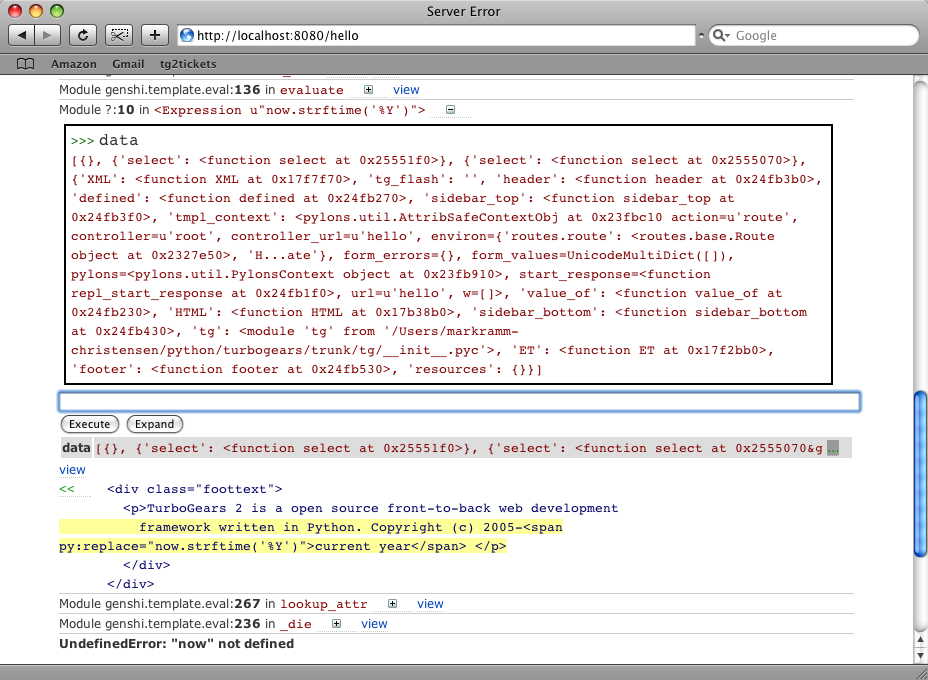 Server Error
http://localhost:8080/hello
Google
Amazon Gmail tg2tickets
Module genshi.template.eval:136 in evaluate view
Module ?:10 in <Expression u"now.strftime('%Y')">
>>> data
[{}, {'select': <function select at 0x25551f0>}, {'select': <function select at 0x2555070>},
{'XML': <function XML at 0x17f7f70>, 'tg_flash': '', 'header': <function header at 0x24fb3b0>,
'defined': <function defined at 0x24fb270>, 'sidebar_top': <function sidebar_top at
0x24fb3f0>, 'tmpl_context': <pylons.util.AttribSafeContextObj at 0x23fbc10 action=u'route',
controller=u'root', controller_url=u'hello', environ={'routes.route': <routes.base.Route
object at 0x2327e50>, 'H...ate'}, form_errors={}, form_values=UnicodeMultiDict([]),
pylons=<pylons.util.PylonsContext object at 0x23fb910>, start_response=<function
repl_start_response at 0x24fb1f0>, url=u'hello', w=[]>, 'value_of': <function value_of at
0x24fb230>, 'HTML': <function HTML at 0x17b38b0>, 'sidebar_bottom': <function sidebar_bottom
at 0x24fb430>, 'tg': <module 'tg' from '/Users/markramm-
christensen/python/turbogears/trunk/tg/__init__.pyc'>, 'ET': <function ET at 0x17f2bb0>,
'footer': <function footer at 0x24fb530>, 'resources': {}}]
Execute Expand
data [{}, {'select': <function select at 0x25551f0>}, {'select': <function select at 0x2555070&g ...
view
<< <div class="foottext">
<p>TurboGears 2 is a open source front-to-back web development
framework written in Python. Copyright (c) 2005-<span
py:replace="now.strftime('%Y')">current year</span> </p>
</div>
</div>
Module genshi.template.eval:267 in lookup_attr view
Module genshi.template.eval:236 in _die view
UndefinedError: "now" not defined